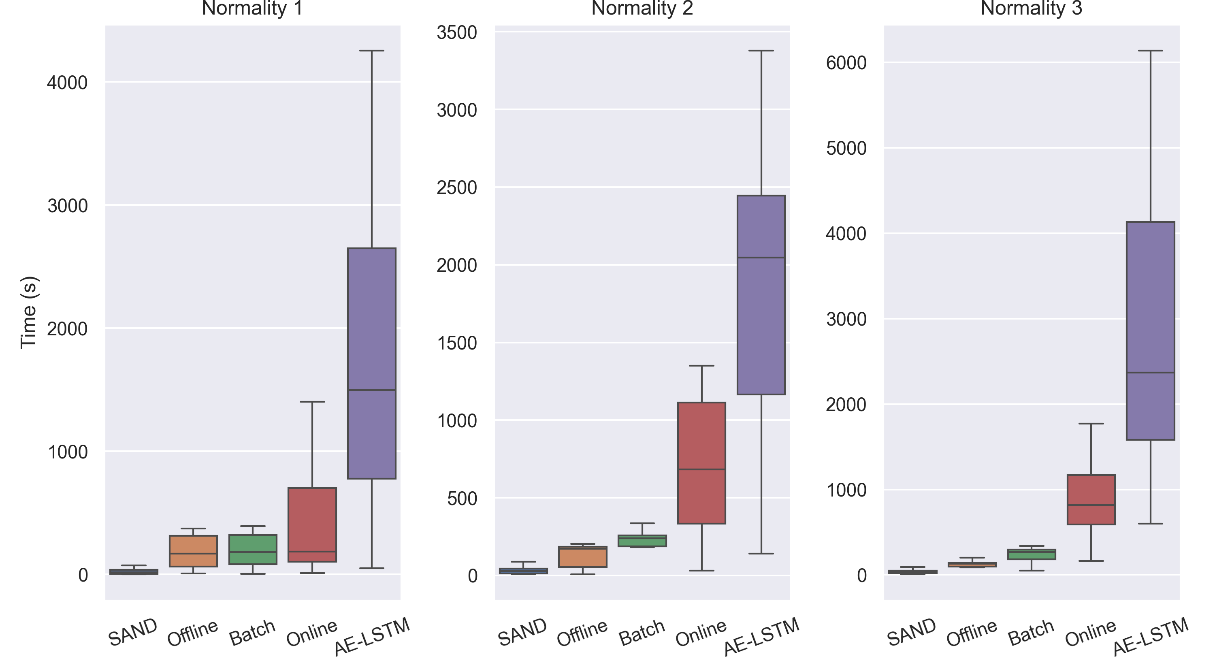 Normality 1
4000
3000
2000
1000
0
Time (s)
SAND Offline Batch Online AE-LSTM
Normality 2
3500
3000
2500
2000
1500
1000
500
0
SAND Offline Batch Online AE-LSTM
Normality 3
6000
5000
4000
3000
2000
1000
0
SAND Offline Batch Online AE-LSTM